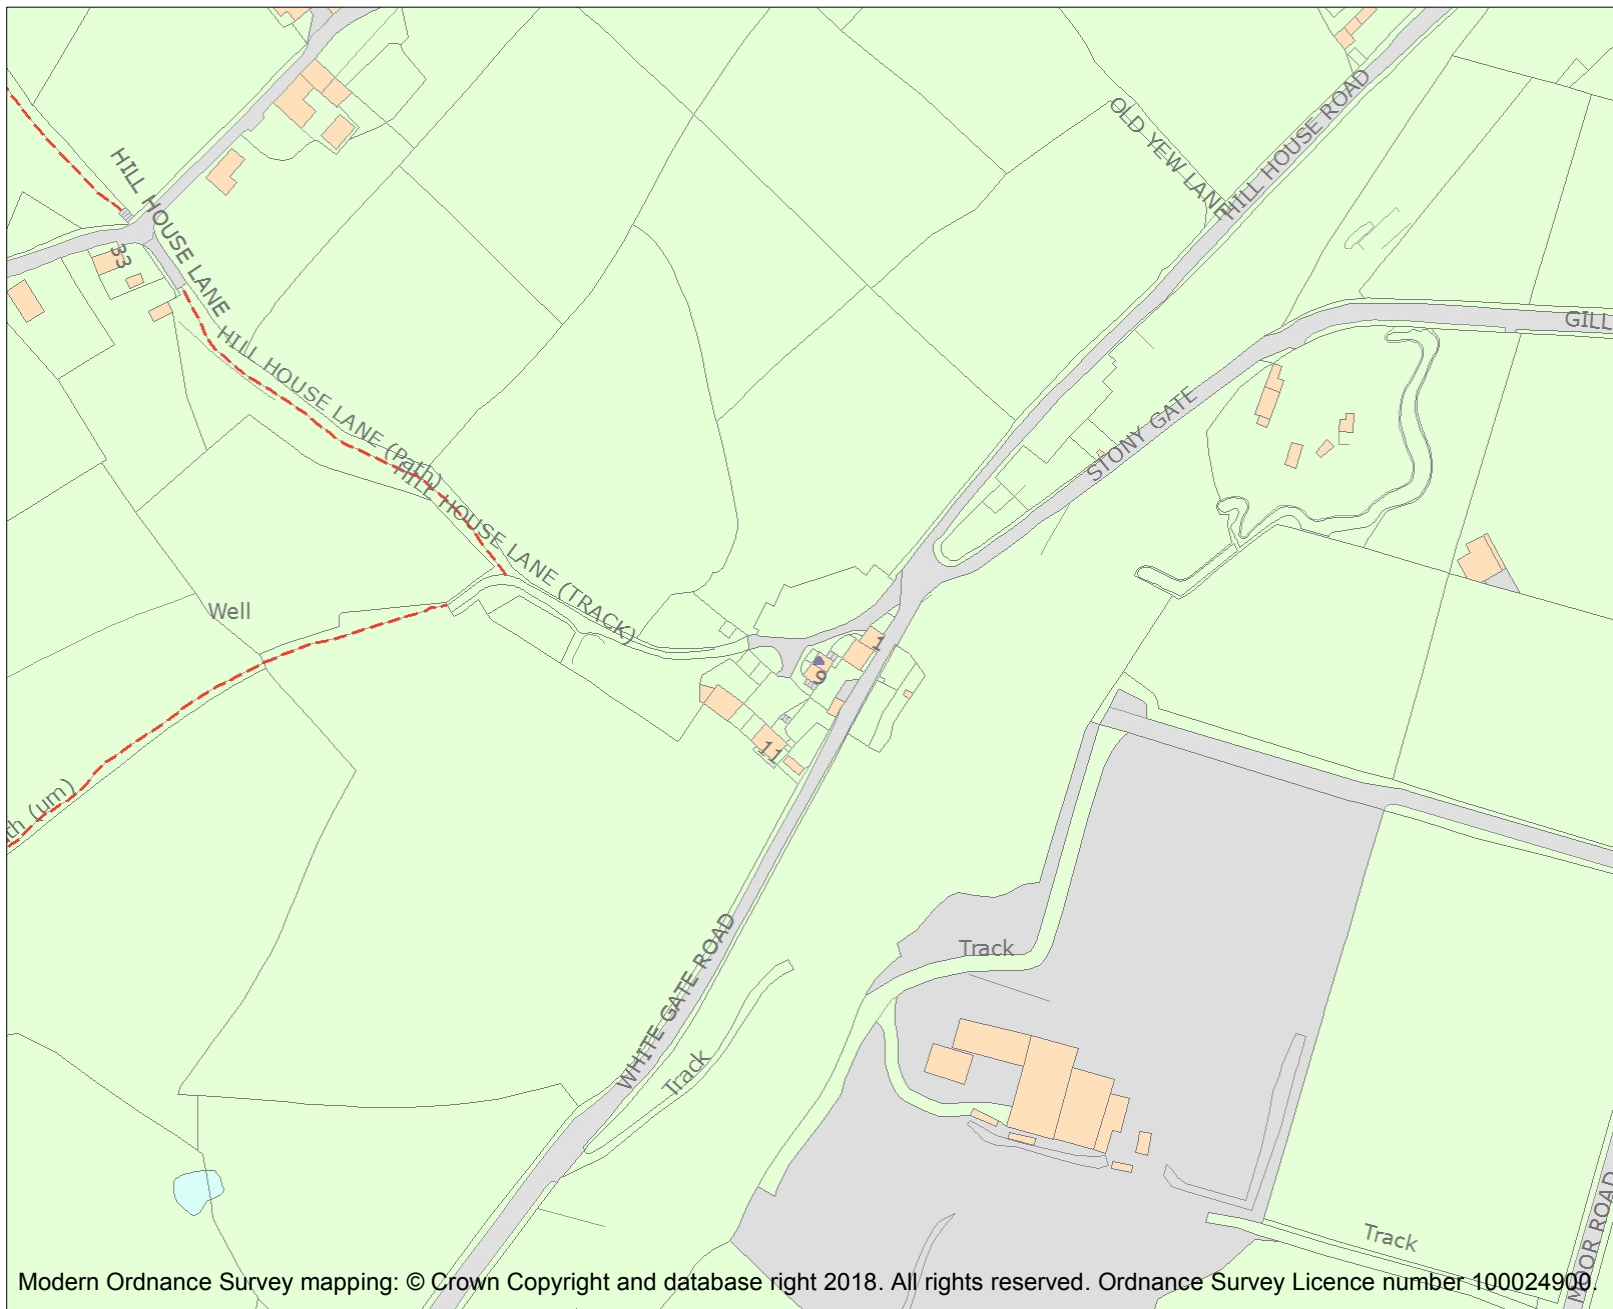 HILL HOUSE ROAD
OLD YEW LANE
HILL HOUSE LANE
33
GILL
HILL HOUSE LANE (Path)
STONY GATE
HILL HOUSE LANE (TRACK)
Well
1
9
11
th (um)
WHITE GATE ROAD
Track
Track
Track
MOOR ROAD
Modern Ordnance Survey mapping: © Crown Copyright and database right 2018. All rights reserved. Ordnance Survey Licence number 100024900.